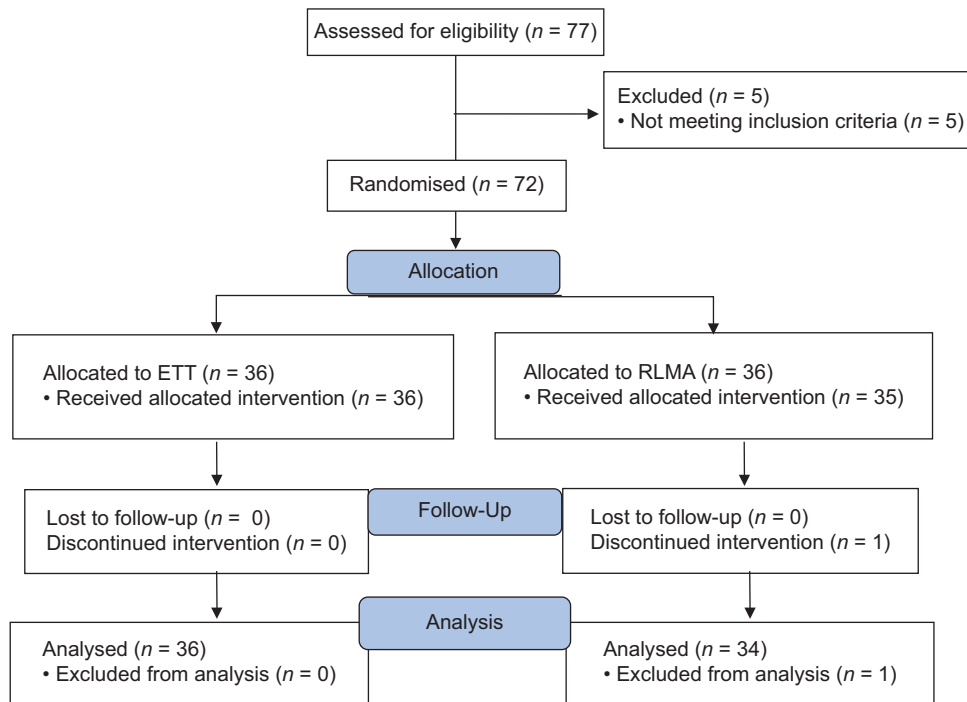 Assessed for eligibility (n = 77)
Excluded (n = 5)
• Not meeting inclusion criteria (n = 5)
Randomised (n = 72)
Allocation
Allocated to ETT (n = 36)
• Received allocated intervention (n = 36)
Allocated to RLMA (n = 36)
• Received allocated intervention (n = 35)
Follow-Up
Lost to follow-up (n = 0)
Discontinued intervention (n = 0)
Lost to follow-up (n = 0)
Discontinued intervention (n = 1)
Analysis
Analysed (n = 36)
• Excluded from analysis (n = 0)
Analysed (n = 34)
• Excluded from analysis (n = 1)